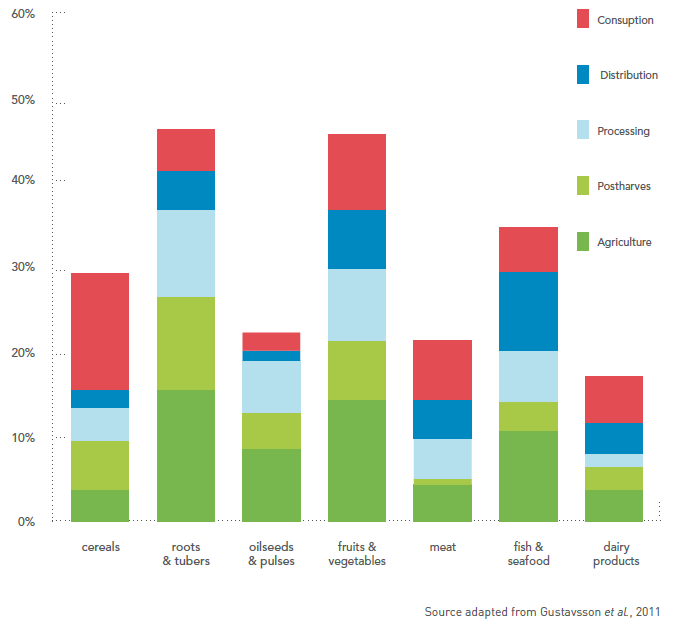 60%
50%
40%
30%
20%
10%
0%
Consuption
Distribution
Processing
Postharves
Agriculture
cereals
roots
& tubers
oilseeds
& pulses
fruits &
vegetables
meat
fish &
seafood
dairy
products
Source adapted from Gustavsson et al., 2011